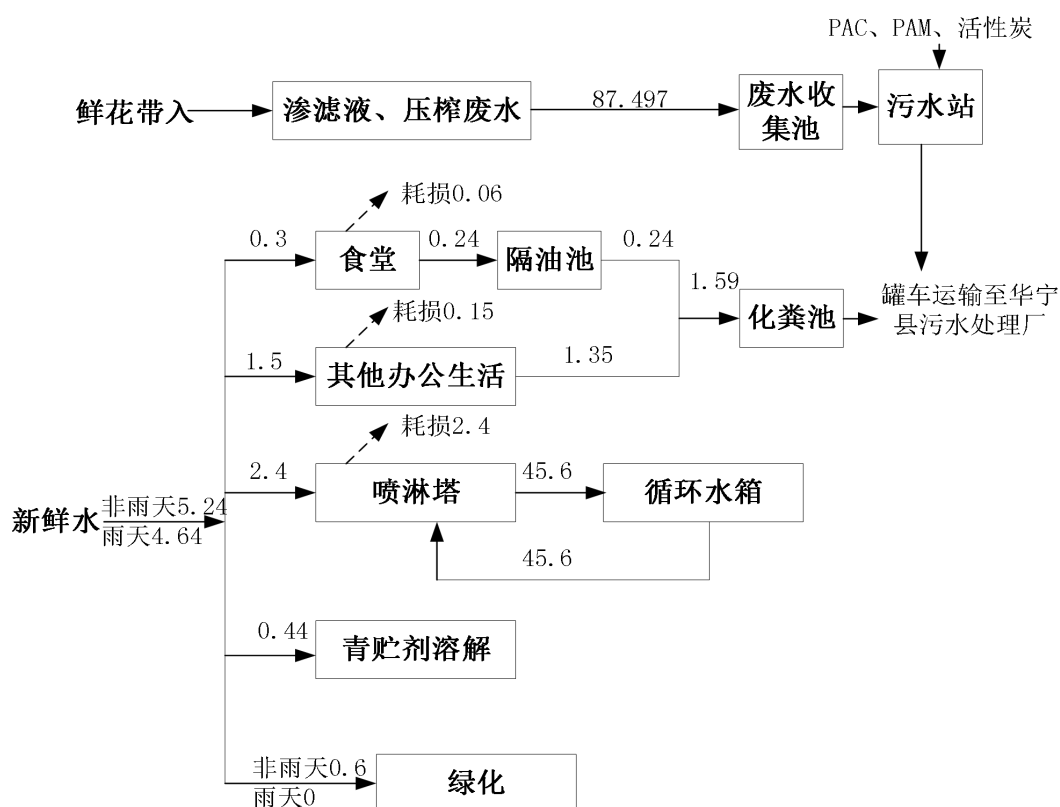 PAC、PAM、活性炭
鲜花带入
渗滤液、压榨废水
87.497
废水收
集池
污水站
耗损0.06
0.3
食堂
0.24
隔油池
0.24
1.59
化粪池
罐车运输至华宁
县污水处理厂
耗损0.15
1.5
其他办公生活
1.35
耗损2.4
2.4
喷淋塔
45.6
循环水箱
45.6
新鲜水
非雨天5.24
雨天4.64
0.44
青贮剂溶解
非雨天0.6
雨天0
绿化